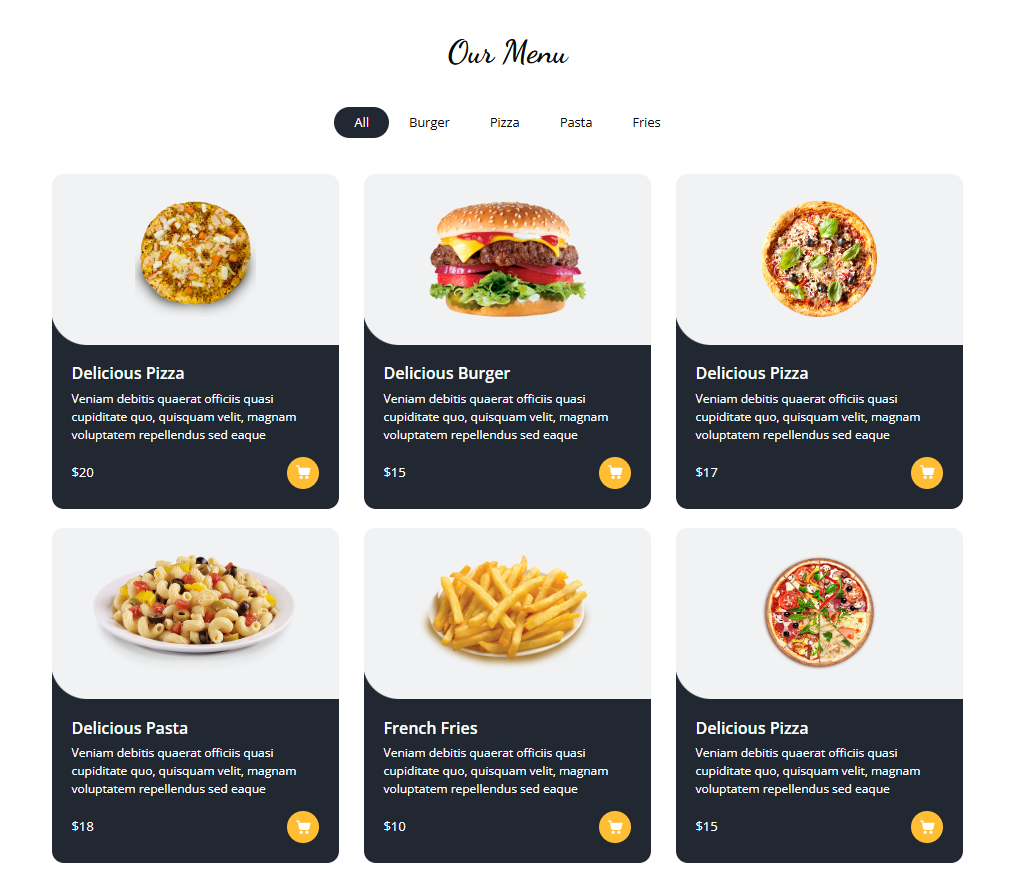 Our Menu
All
Burger
Pizza
Pasta
Fries
Delicious Pizza
Veniam debitis quaerat officiis quasi
cupiditate quo, quisquam velit, magnam
voluptatem repellendus sed eaque
$20
Delicious Burger
Veniam debitis quaerat officiis quasi
cupiditate quo, quisquam velit, magnam
voluptatem repellendus sed eaque
$15
Delicious Pizza
Veniam debitis quaerat officiis quasi
cupiditate quo, quisquam velit, magnam
voluptatem repellendus sed eaque
$17
Delicious Pasta
Veniam debitis quaerat officiis quasi
cupiditate quo, quisquam velit, magnam
voluptatem repellendus sed eaque
$18
French Fries
Veniam debitis quaerat officiis quasi
cupiditate quo, quisquam velit, magnam
voluptatem repellendus sed eaque
$10
Delicious Pizza
Veniam debitis quaerat officiis quasi
cupiditate quo, quisquam velit, magnam
voluptatem repellendus sed eaque
$15